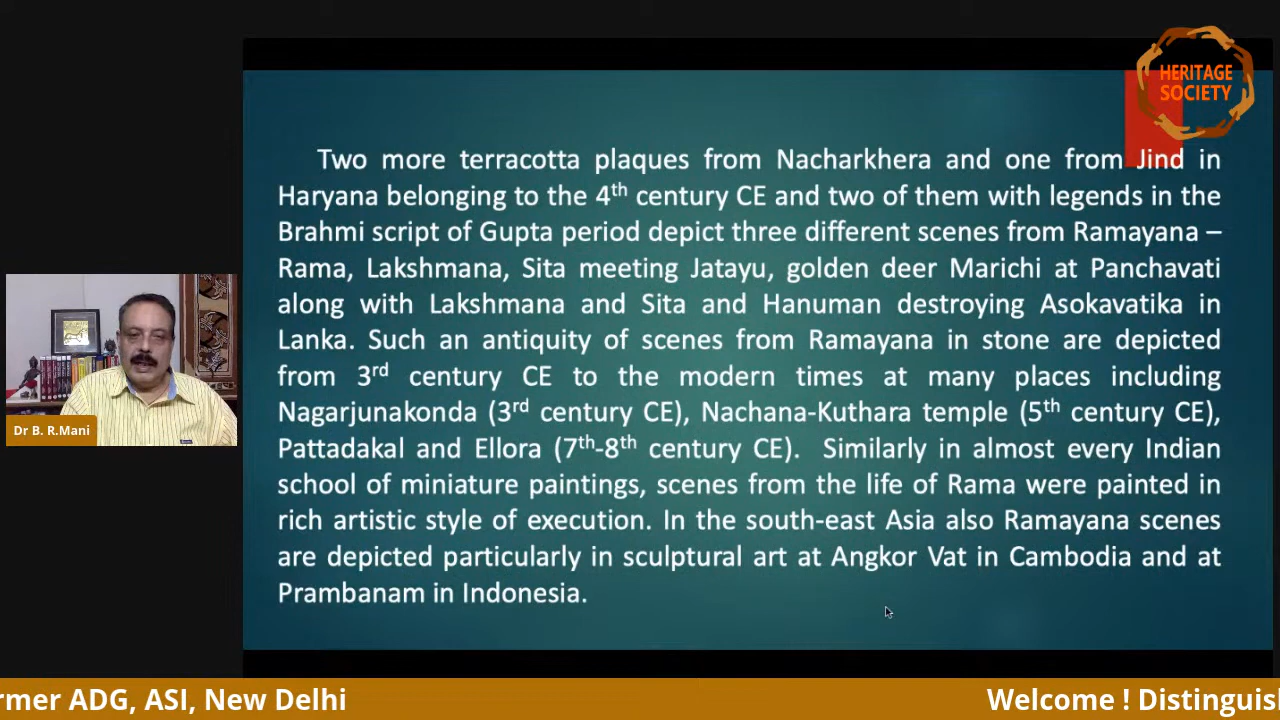 HERITAGE
SOCIETY
Two more terracotta plaques from Nacharkhera and one from Jind in
Haryana belonging to the 4th century CE and two of them with legends in the
Brahmi script of Gupta period depict three different scenes from Ramayana –
Rama, Lakshmana, Sita meeting Jatayu, golden deer Marichi at Panchavati
along with Lakshmana and Sita and Hanuman destroying Asokavatika in
Lanka. Such an antiquity of scenes from Ramayana in stone are depicted
from 3rd century CE to the modern times at many places including
Nagarjunakonda (3rd century CE), Nachana-Kuthara temple (5th century CE),
Pattadakal and Ellora (7th-8th century CE). Similarly in almost every Indian
school of miniature paintings, scenes from the life of Rama were painted in
rich artistic style of execution. In the south-east Asia also Ramayana scenes
are depicted particularly in sculptural art at Angkor Vat in Cambodia and at
Prambanam in Indonesia.
Dr B. R.Mani
rmer ADG, ASI, New Delhi
Welcome ! Distinguis